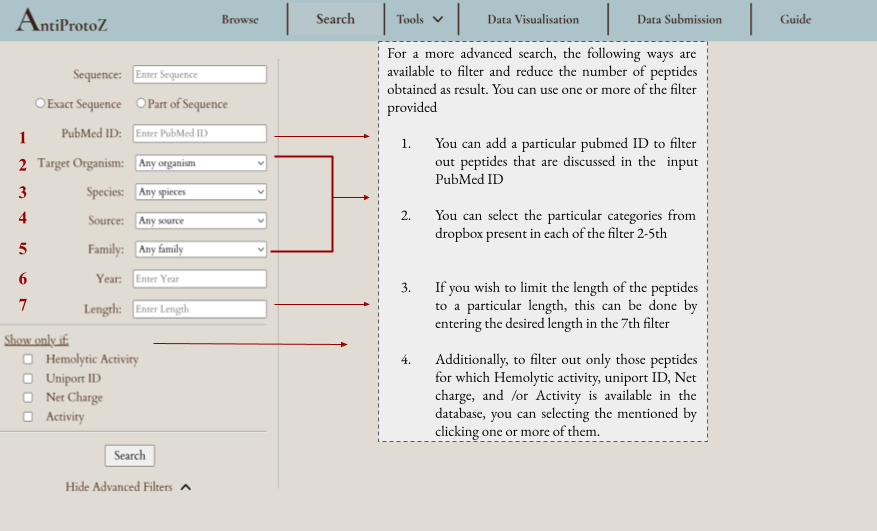 AntiProtoZ
Browse
Search
Tools
Data Visualisation
Data Submission
Guide
Sequence: Enter Sequence
Exact Sequence Part of Sequence
1 PubMed ID: Enter PubMed ID
2 Target Organism: Any organism
3 Species: Any spieces
4 Source: Any source
5 Family: Any family
6 Year: Enter Year
7 Length: Enter Length
Show only if:
Hemolytic Activity
Uniport ID
Net Charge
Activity
Search
Hide Advanced Filters
For a more advanced search, the following ways are
available to filter and reduce the number of peptides
obtained as result. You can use one or more of the filter
provided
1. You can add a particular pubmed ID to filter
out peptides that are discussed in the input
PubMed ID
2. You can select the particular categories from
dropbox present in each of the filter 2-5th
3. If you wish to limit the length of the peptides
to a particular length, this can be done by
entering the desired length in the 7th filter
4. Additionally, to filter out only those peptides
for which Hemolytic activity, uniport ID, Net
charge, and /or Activity is available in the
database, you can selecting the mentioned by
clicking one or more of them.